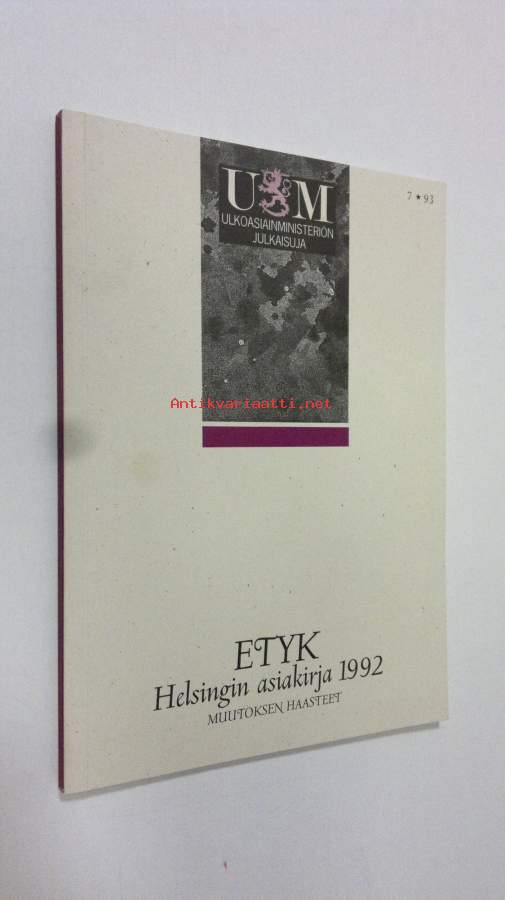 7 ★ 93
UM
ULKOASIAINMINISTERIÖN
JULKAISUJA
Antikvariaatti.net
ETYK
Helsingin asiakirja 1992
MUUTOKSEN HAASTEET